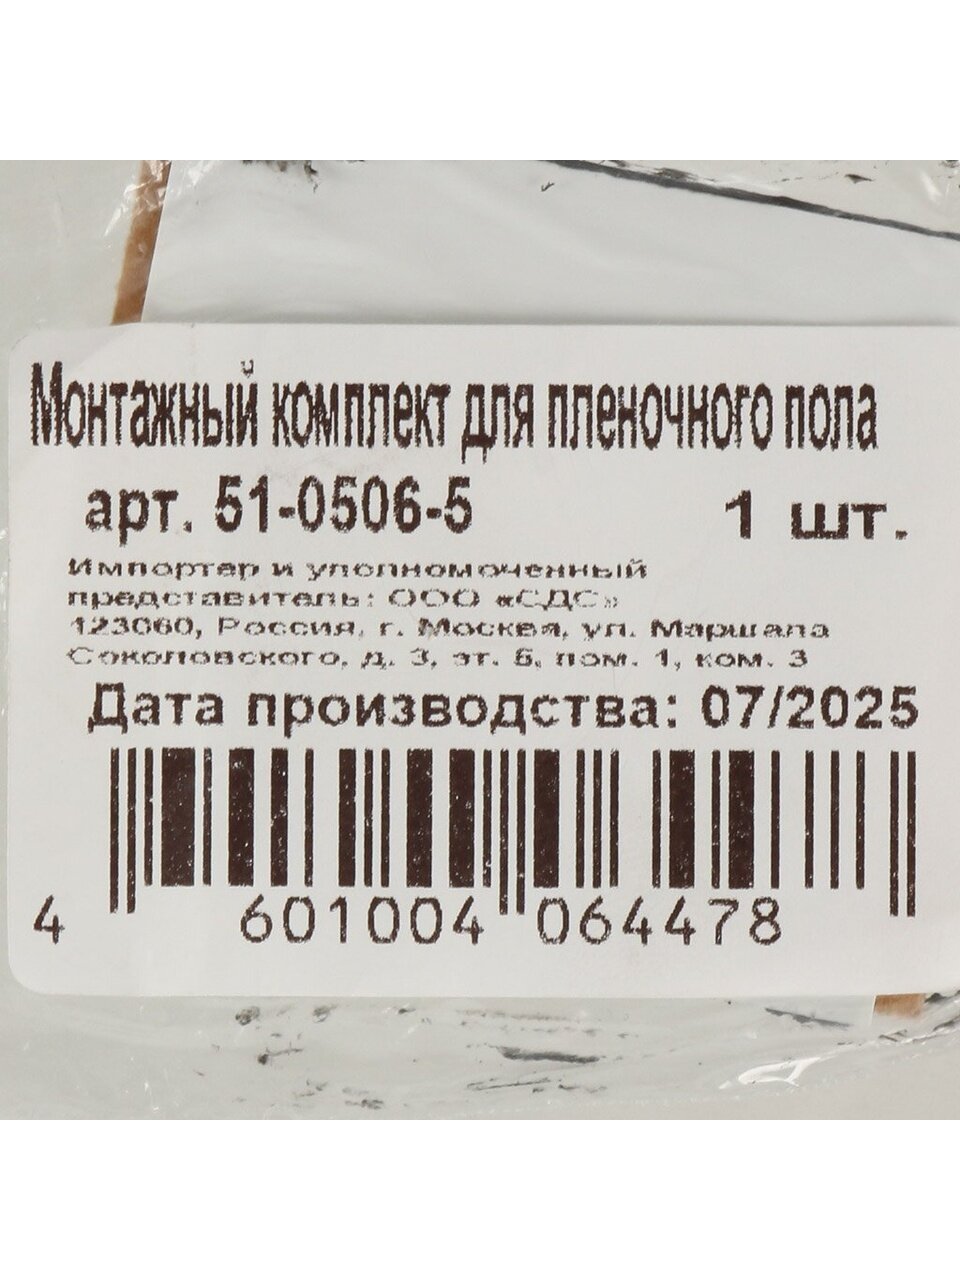 Монтажный комплект для пленочного пола
арт. 51-0506-5 1 шт.
Импортер и уполномоченный
представитель: ООО «СДС»
123060, Россия, г. Москва, ул. Маршала
Соколовского, д. 3, эт. 5, пом. 1, ком. 3
Дата производства: 07/2025
4 601004 064478